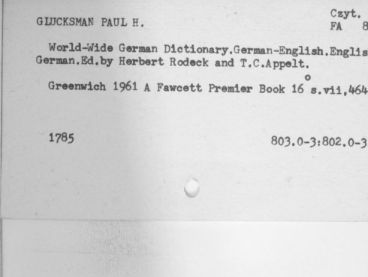 Czyt.
GLUCKSMAN PAUL H. FA 8
World-Wide German Dictionary.German-English,Englis
German.Ed.by Herbert Rodeck and T.C.Appelt.
Greenwich 1961 A Fawcett Premier Book 16° s.vii,464
1785 803.0-3:802.0-3